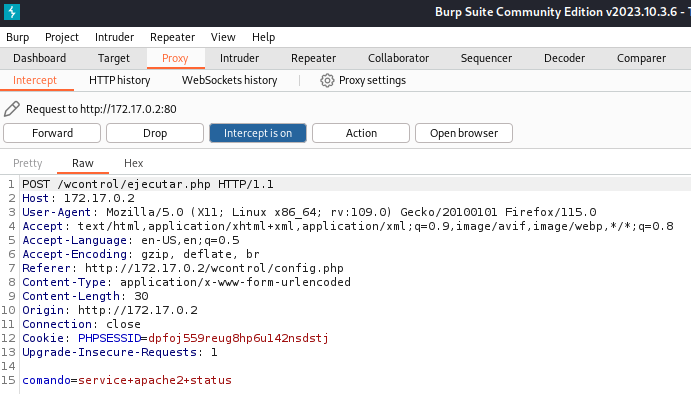 Burp Suite Community Edition v2023.10.3.6 -
Burp Project Intruder Repeater View Help
Dashboard Target Proxy Intruder Repeater Collaborator Sequencer Decoder Comparer
Intercept HTTP history WebSockets history Proxy settings
Request to http://172.17.0.2:80
Forward Drop Intercept is on Action Open browser
Pretty Raw Hex
1 POST /wcontrol/ejecutar.php HTTP/1.1
2 Host: 172.17.0.2
3 User-Agent: Mozilla/5.0 (X11; Linux x86_64; rv:109.0) Gecko/20100101 Firefox/115.0
4 Accept: text/html,application/xhtml+xml,application/xml;q=0.9,image/avif,image/webp,*/*;q=0.8
5 Accept-Language: en-US,en;q=0.5
6 Accept-Encoding: gzip, deflate, br
7 Referer: http://172.17.0.2/wcontrol/config.php
8 Content-Type: application/x-www-form-urlencoded
9 Content-Length: 30
10 Origin: http://172.17.0.2
11 Connection: close
12 Cookie: PHPSESSID=dpfoj559reug8hp6u142nsdstj
13 Upgrade-Insecure-Requests: 1
14
15 comando=service+apache2+status